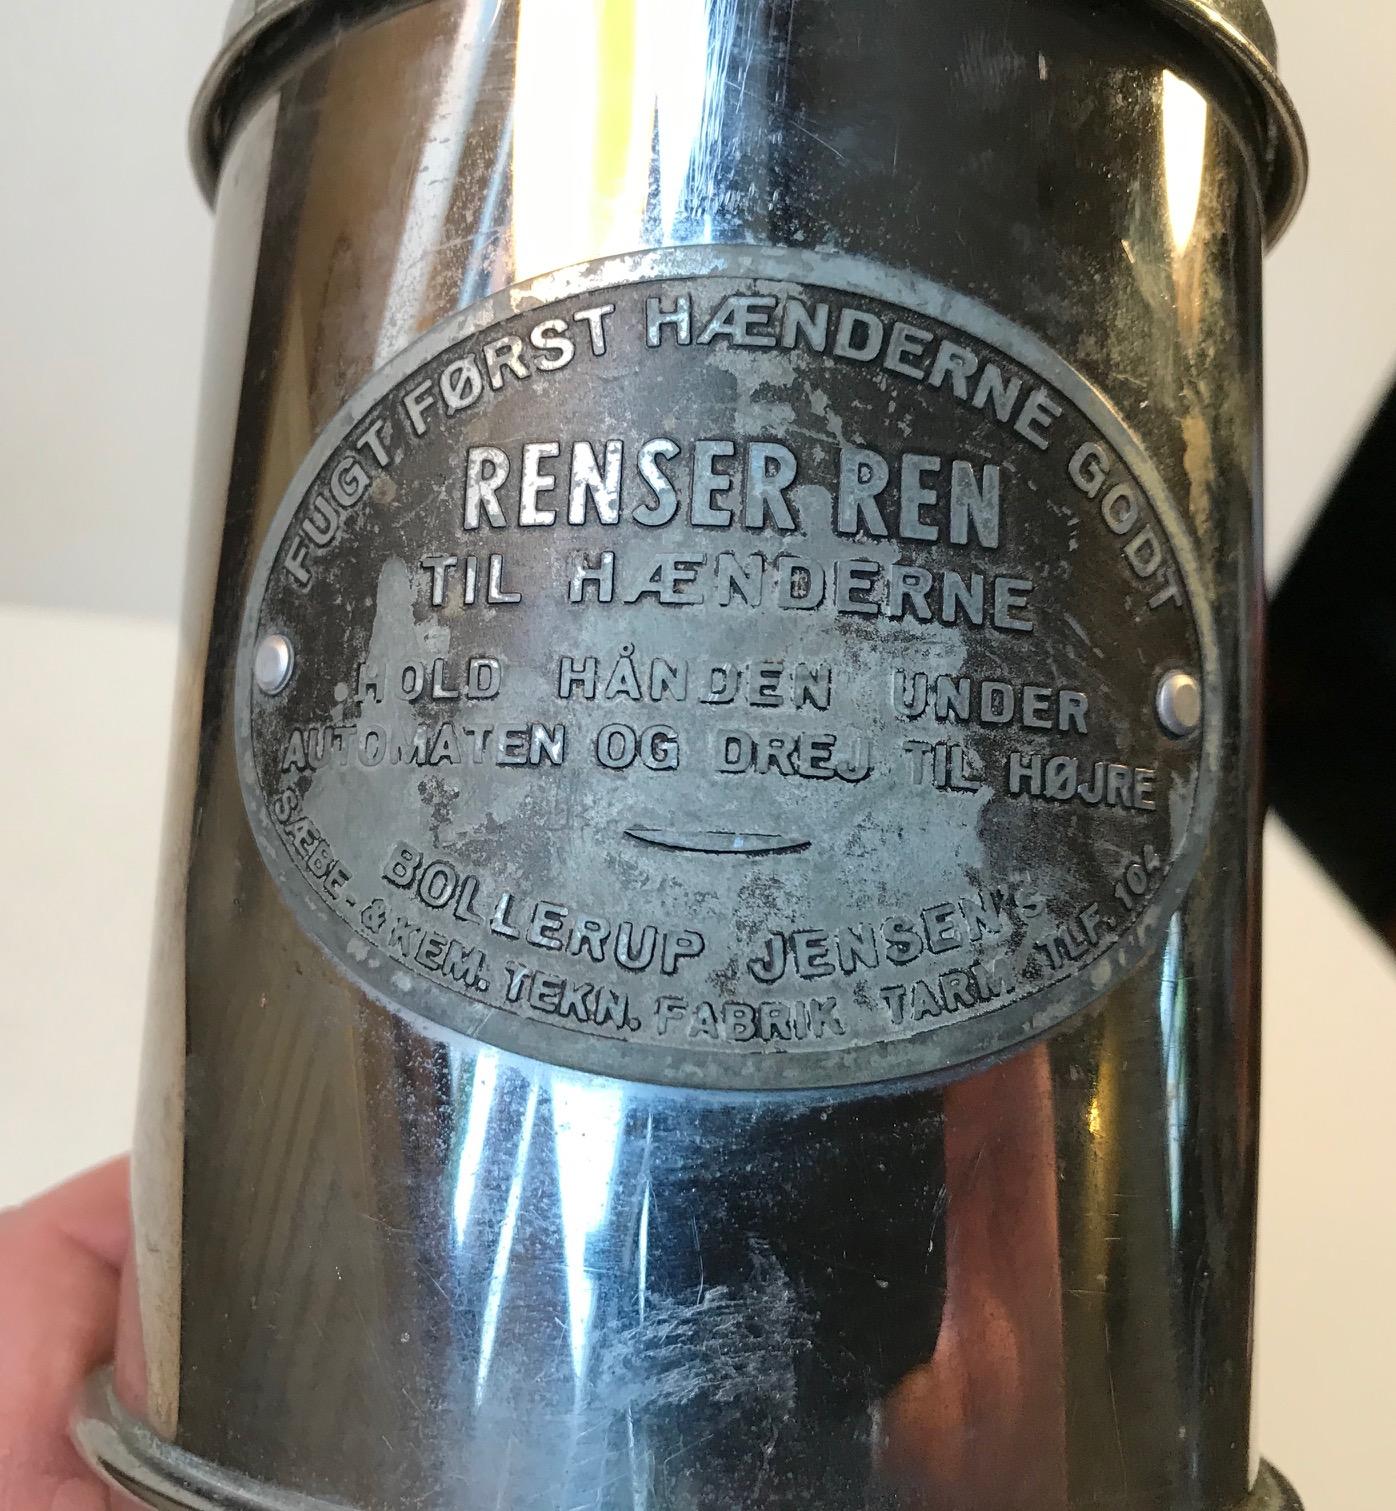 FUGT FØRST HÆNDERNE GODT
RENSER REN
TIL HÆNDERNE
HOLD HÅNDEN UNDER
AUTOMATEN OG DREJ TIL HØJRE
BOLLERUP JENSEN'S
SÆBE- & KEM. TEKN. FABRIK TARM TLF. 104